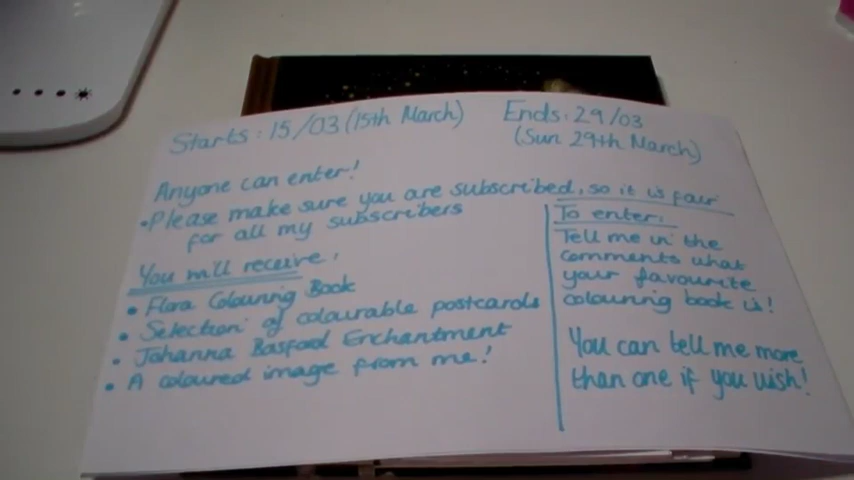 Starts: 15/03 (15th March)
Ends: 29/03
(Sun 29th March)
Anyone can enter!
• Please make sure you are subscribed, so it is fair
for all my subscribers
You will receive:
• Flora Colouring Book
• Selection of colourable postcards
• Johanna Basford Enchantment
• A coloured image from me!
To enter:
Tell me in the
comments what
your favourite
colouring book is!
You can tell me more
than one if you wish!